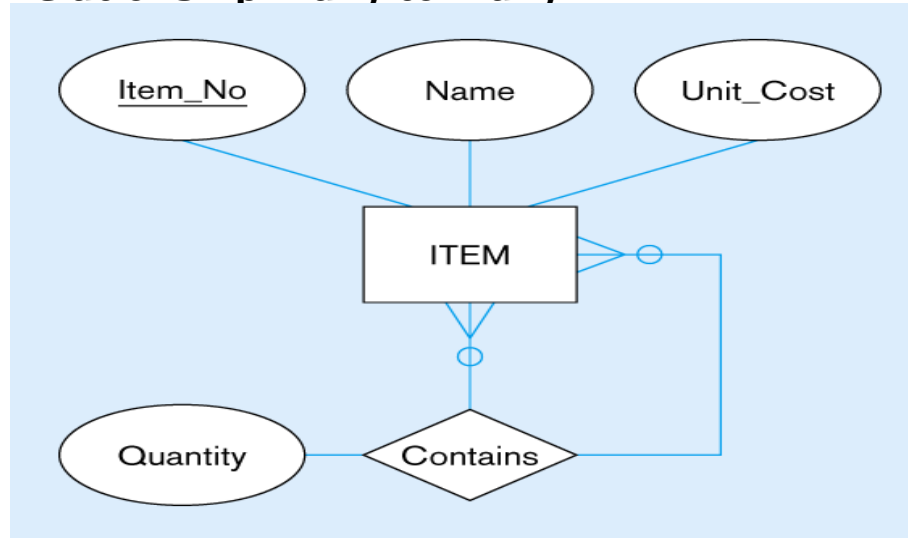 Item_No
Name
Unit_Cost
ITEM
Quantity
Contains